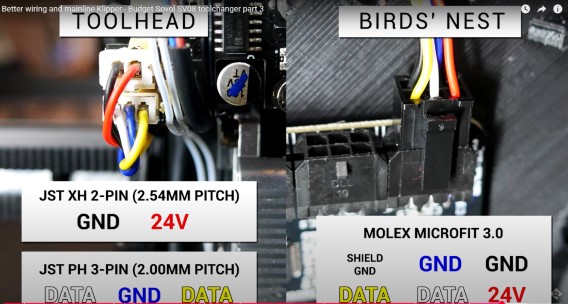 Better wiring and mainline Klipper - Budget Sovol SV08 toolchanger part 3
TOOLHEAD
BIRDS' NEST
JST XH 2-PIN (2.54MM PITCH)
GND 24V
JST PH 3-PIN (2.00MM PITCH)
DATA GND DATA
MOLEX MICROFIT 3.0
SHIELD GND GND GND
DATA DATA 24V